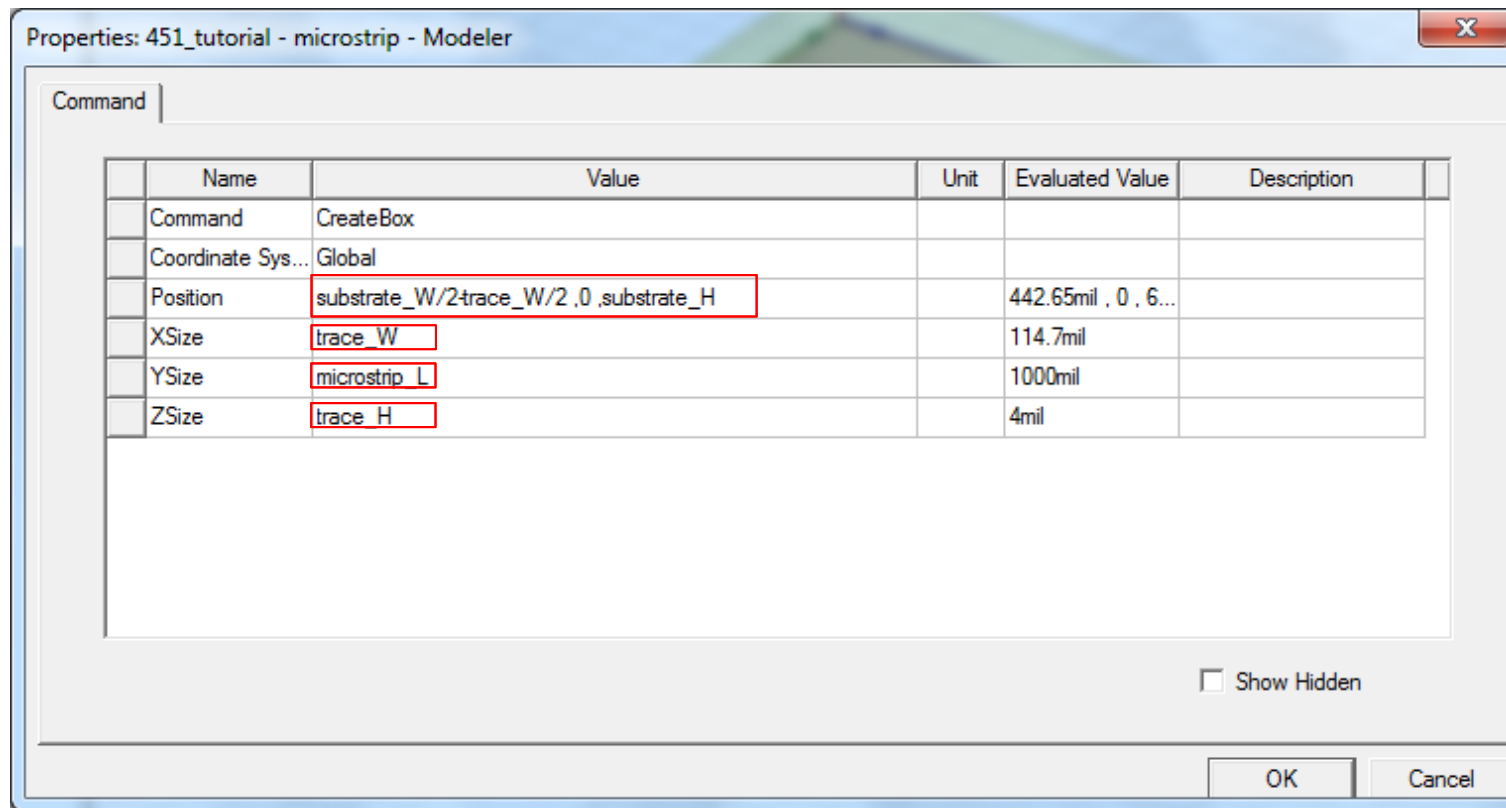 Properties: 451_tutorial - microstrip - Modeler
Command
Name Value Unit Evaluated Value Description
Command CreateBox
Coordinate Sys... Global
Position substrate_W/2-trace_W/2 ,0 ,substrate_H 442.65mil , 0 , 6...
XSize trace_W 114.7mil
YSize microstrip_L 1000mil
ZSize trace_H 4mil
Show Hidden
OK Cancel